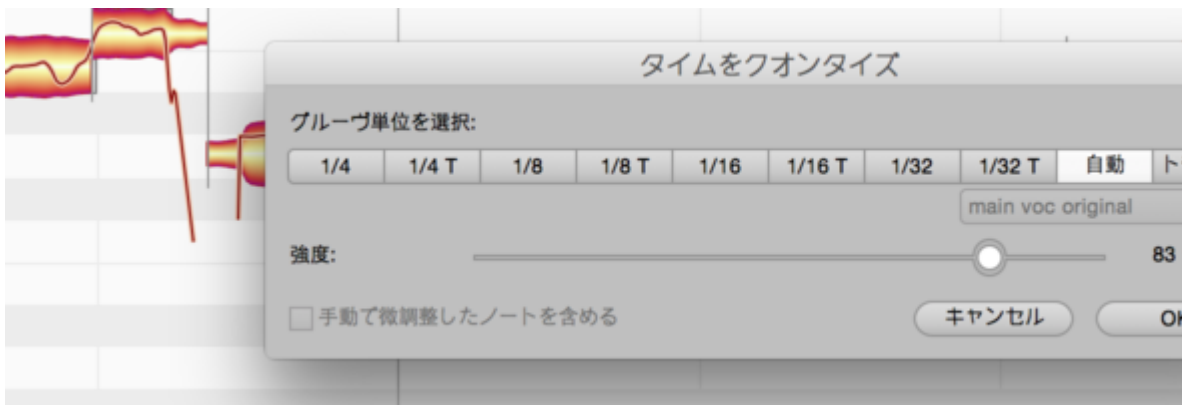 タイムをクオンタイズ
グルーヴ単位を選択:
1/4 1/4 T 1/8 1/8 T 1/16 1/16 T 1/32 1/32 T 自動
main voc original
強度: 83
手動で微調整したノートを含める キャンセル OK